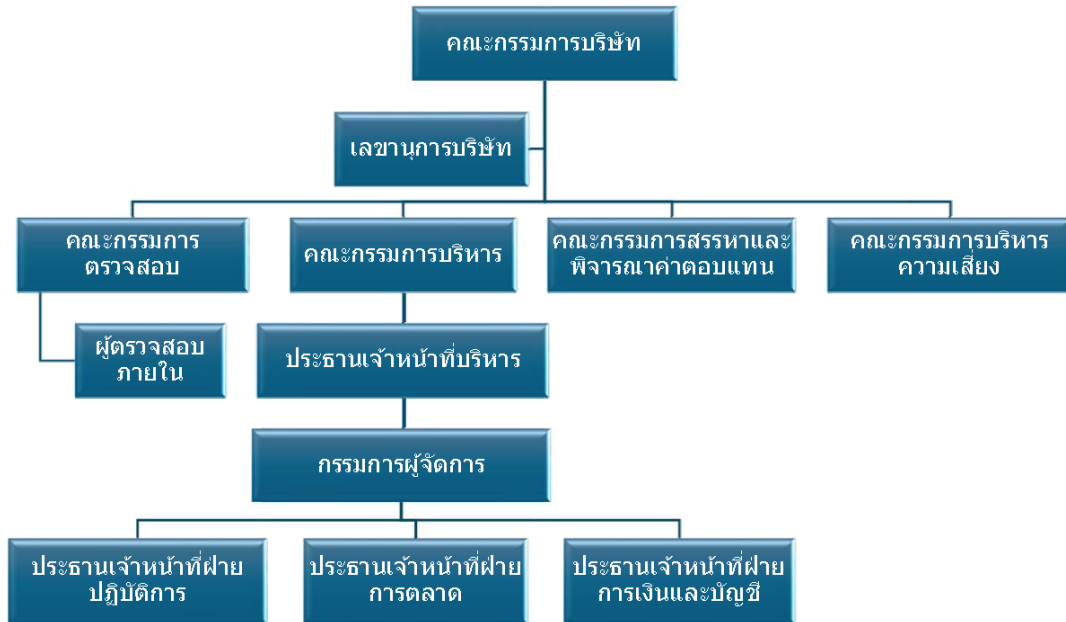 คณะกรรมการบริษัท
เลขานุการบริษัท
คณะกรรมการ
ตรวจสอบ
คณะกรรมการบริหาร
คณะกรรมการสรรหาและ
พิจารณาค่าตอบแทน
คณะกรรมการบริหาร
ความเสี่ยง
ผู้ตรวจสอบ
ภายใน
ประธานเจ้าหน้าที่บริหาร
กรรมการผู้จัดการ
ประธานเจ้าหน้าที่ฝ่าย
ปฏิบัติการ
ประธานเจ้าหน้าที่ฝ่าย
การตลาด
ประธานเจ้าหน้าที่ฝ่าย
การเงินและบัญชี